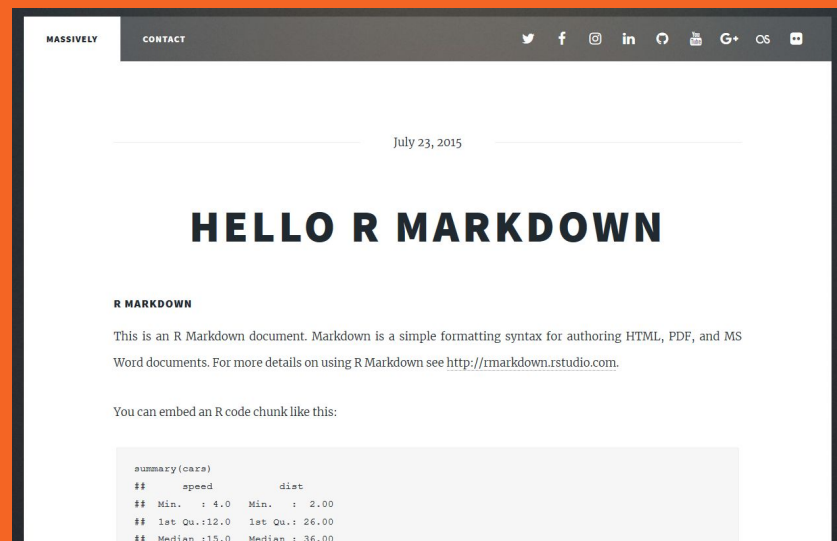 MASSIVELY CONTACT
July 23, 2015
HELLO R MARKDOWN
R MARKDOWN
This is an R Markdown document. Markdown is a simple formatting syntax for authoring HTML, PDF, and MS
Word documents. For more details on using R Markdown see http://rmarkdown.rstudio.com.
You can embed an R code chunk like this:
summary(cars)
##      speed           dist
##  Min.   : 4.0   Min.   :  2.00
##  1st Qu.:12.0   1st Qu.: 26.00
##  Median :15.0   Median : 36.00